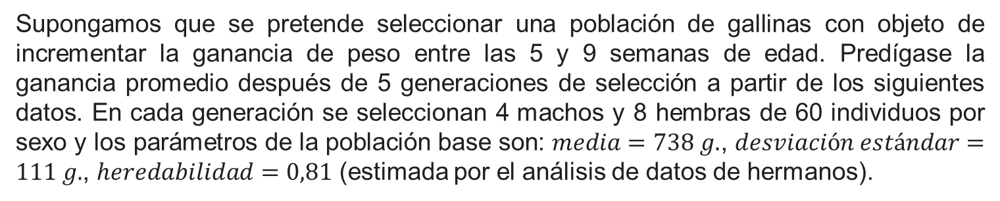 Supongamos que se pretende seleccionar una población de gallinas con objeto de
incrementar la ganancia de peso entre las 5 y 9 semanas de edad. Predígase la
ganancia promedio después de 5 generaciones de selección a partir de los siguientes
datos. En cada generación se seleccionan 4 machos y 8 hembras de 60 individuos por
sexo y los parámetros de la población base son: media = 738 g., desviación estándar =
111 g., heredabilidad = 0,81 (estimada por el análisis de datos de hermanos).